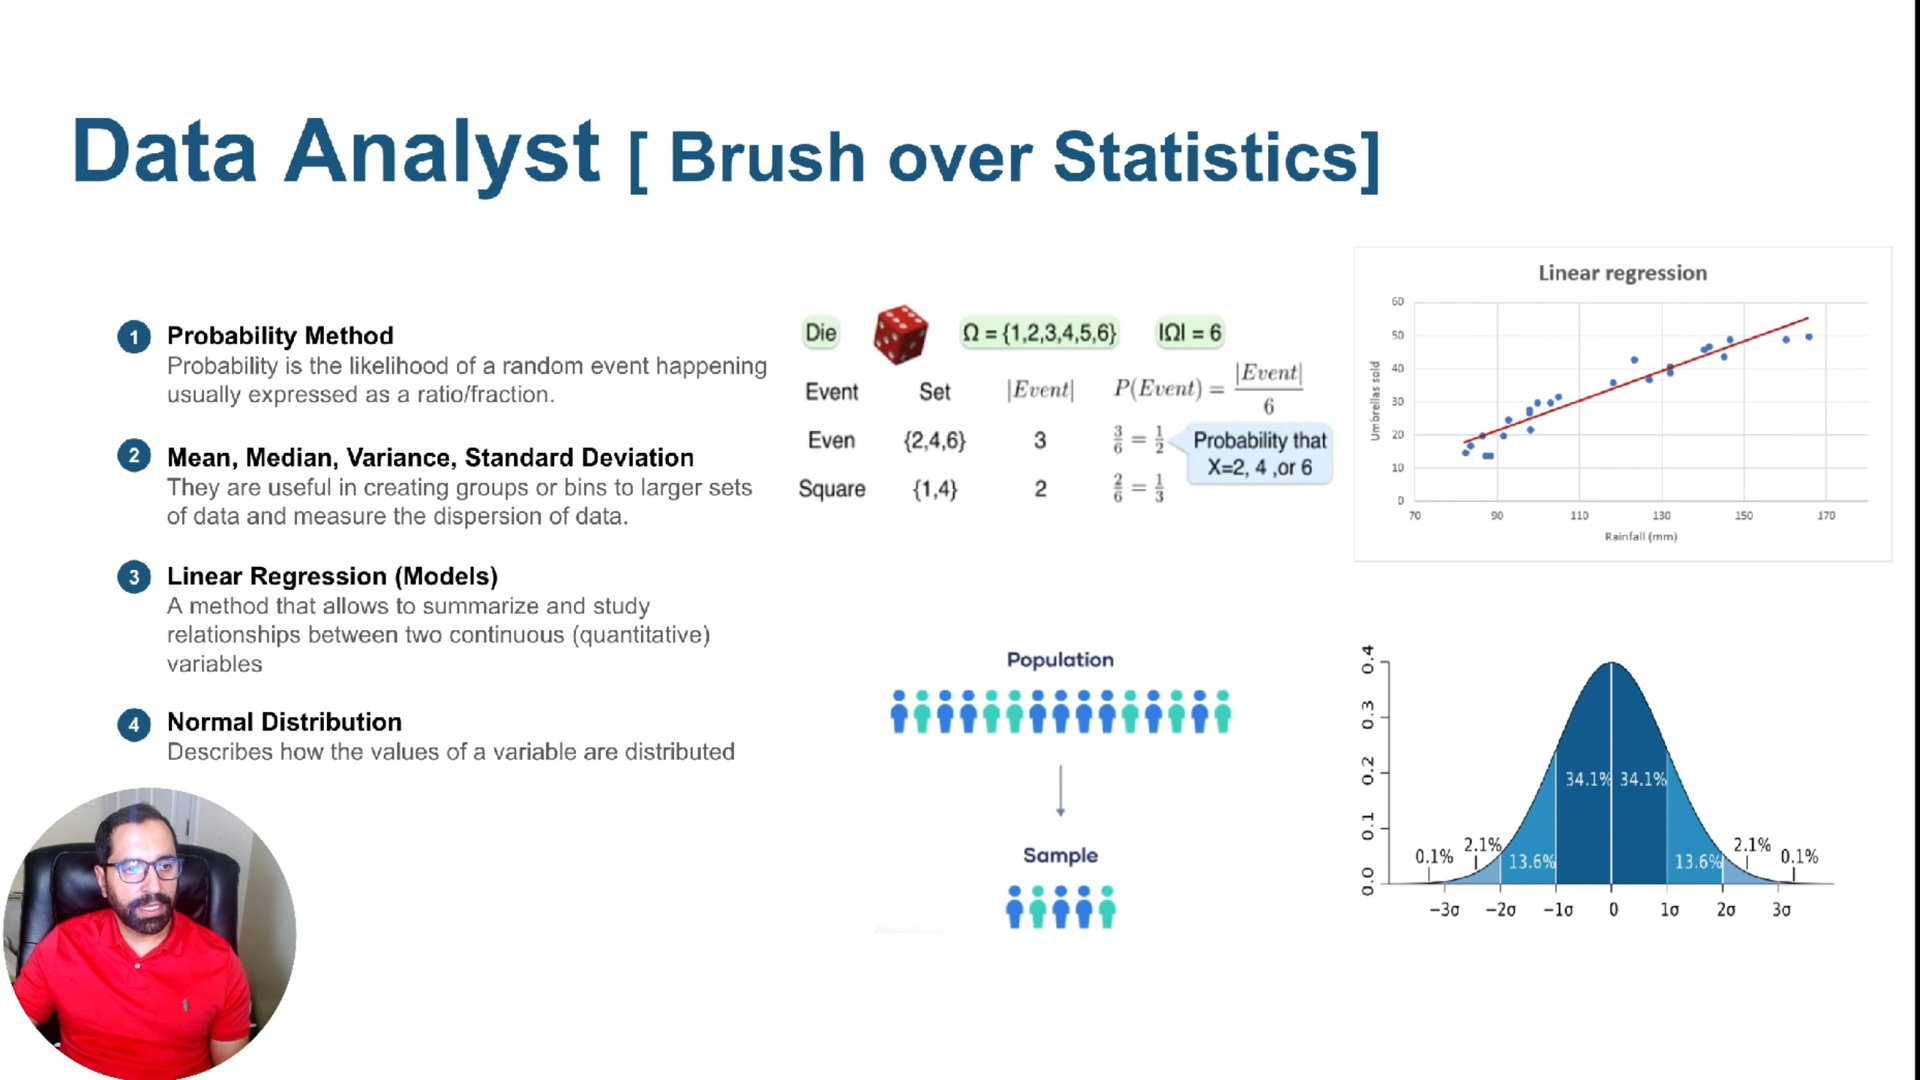 Data Analyst [ Brush over Statistics]
1 Probability Method
Probability is the likelihood of a random event happening
usually expressed as a ratio/fraction.
2 Mean, Median, Variance, Standard Deviation
They are useful in creating groups or bins to larger sets
of data and measure the dispersion of data.
3 Linear Regression (Models)
A method that allows to summarize and study
relationships between two continuous (quantitative)
variables
4 Normal Distribution
Describes how the values of a variable are distributed
Die Ω = {1,2,3,4,5,6} |Ω| = 6
Event Set |Event| P(Event) = |Event|/6
Even {2,4,6} 3 3/6 = 1/2
Probability that
X=2, 4 ,or 6
Square {1,4} 2 2/6 = 1/3
Linear regression
60
50
40
30
20
10
0
Umbrellas sold
70 90 110 130 150 170
Rainfall (mm)
Population
Sample
0.4
0.3
0.2
0.1
0.0
34.1% 34.1%
0.1% 2.1% 13.6% 13.6% 2.1% 0.1%
−3σ −2σ −1σ 0 1σ 2σ 3σ